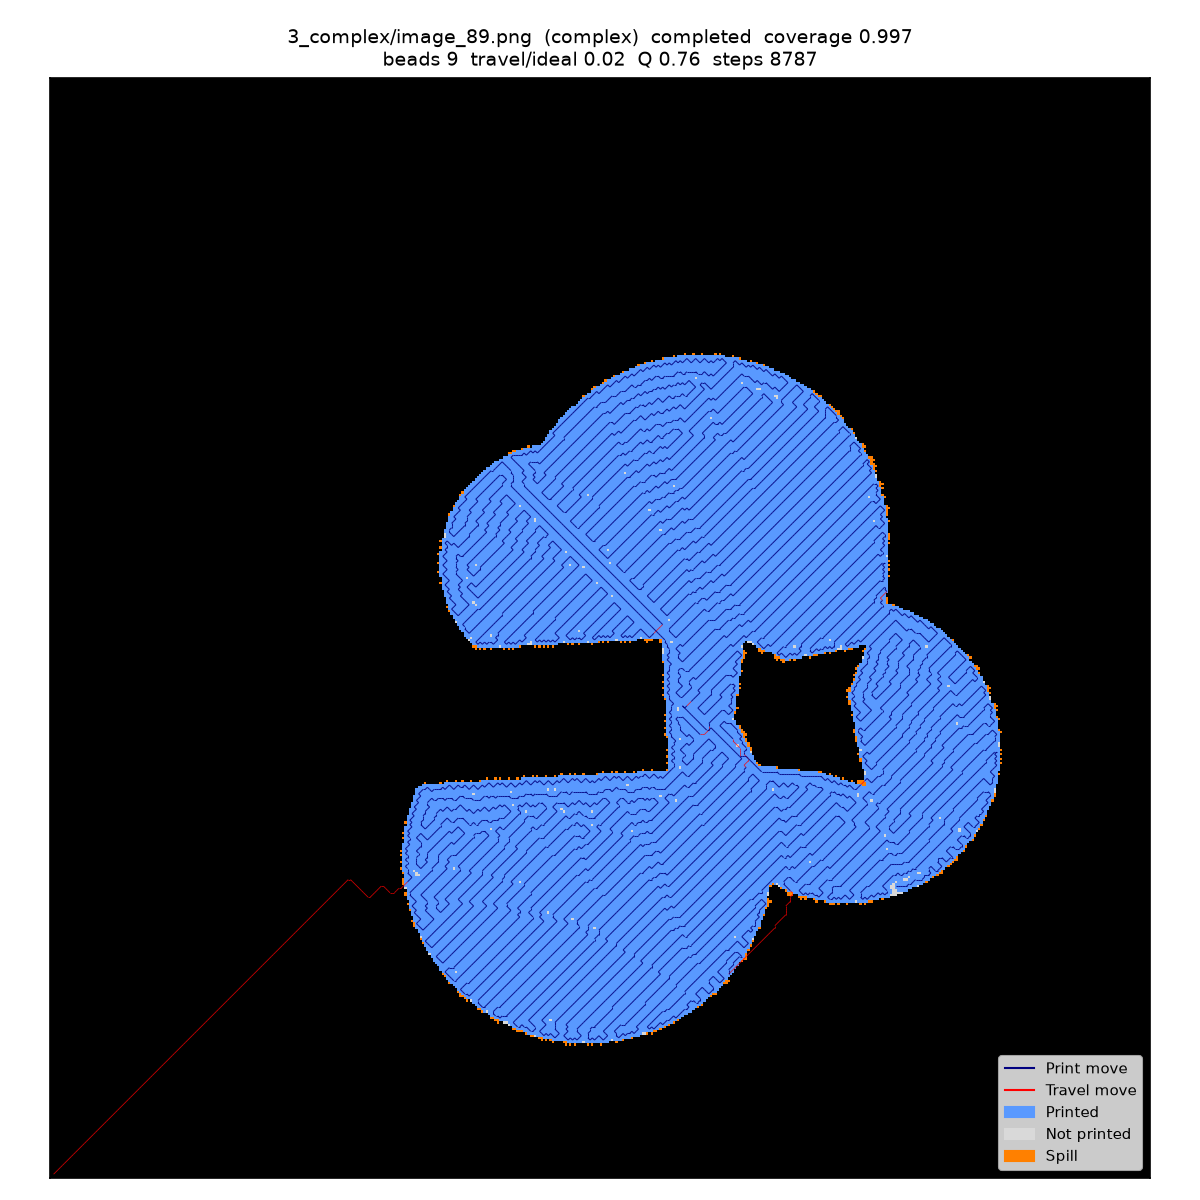 3_complex/image_89.png  (complex)  completed  coverage 0.997
beads 9  travel/ideal 0.02  Q 0.76  steps 8787
Print move
Travel move
Printed
Not printed
Spill